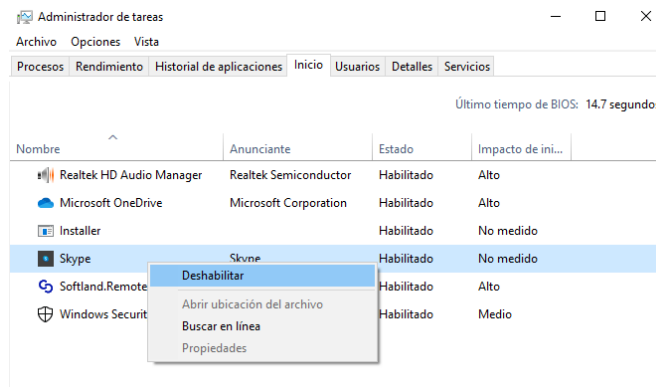 Administrador de tareas
Archivo Opciones Vista
Procesos Rendimiento Historial de aplicaciones Inicio Usuarios Detalles Servicios
Último tiempo de BIOS: 14.7 segundos
Nombre Anunciante Estado Impacto de ini...
Realtek HD Audio Manager Realtek Semiconductor Habilitado Alto
Microsoft OneDrive Microsoft Corporation Habilitado Alto
Installer Habilitado No medido
Skype Skype Habilitado No medido
Deshabilitar
Softland.Remote Habilitado Alto
Abrir ubicación del archivo
Windows Securit Habilitado Medio
Buscar en línea
Propiedades